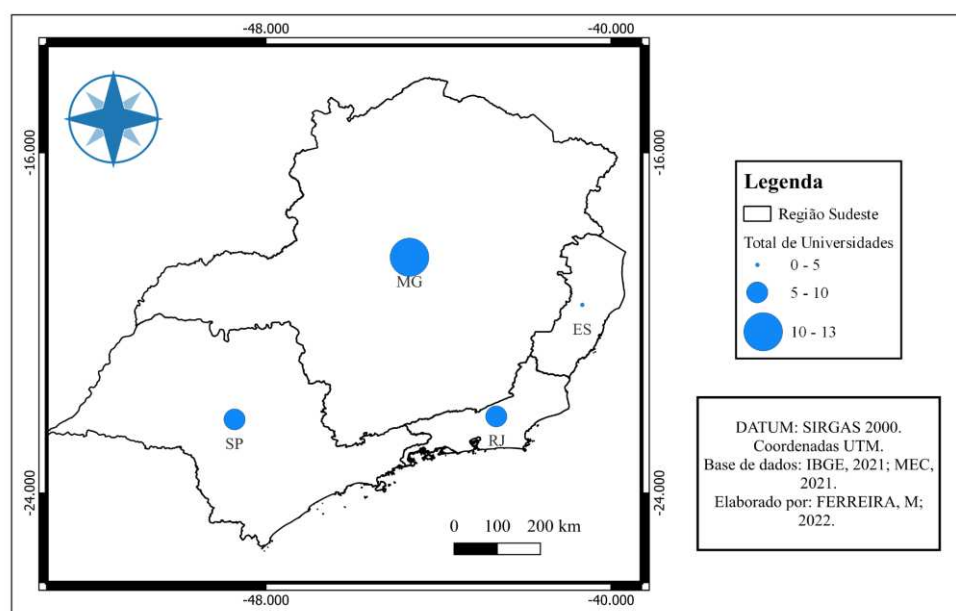 -48.000
-40.000
-16.000
-16.000
MG
ES
SP
RJ
-24.000
-24.000
0 100 200 km
-48.000
-40.000
Legenda
Região Sudeste
Total de Universidades
0 - 5
5 - 10
10 - 13
DATUM: SIRGAS 2000.
Coordenadas UTM.
Base de dados: IBGE, 2021; MEC,
2021.
Elaborado por: FERREIRA, M;
2022.